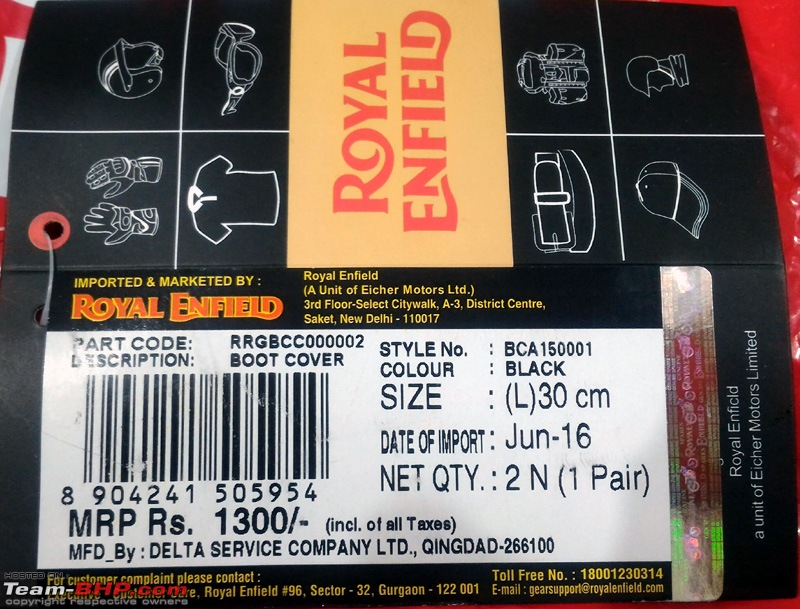 ROYAL
ENFIELD
IMPORTED & MARKETED BY :
ROYAL ENFIELD
Royal Enfield
(A Unit of Eicher Motors Ltd.)
3rd Floor-Select Citywalk, A-3, District Centre,
Saket, New Delhi - 110017
PART CODE: RRGBCC000002
DESCRIPTION: BOOT COVER
8 904241 505954
MRP Rs. 1300/- (incl. of all Taxes)
MFD_By : DELTA SERVICE COMPANY LTD., QINGDAD-266100
STYLE No. : BCA150001
COLOUR : BLACK
SIZE : (L)30 cm
DATE OF IMPORT : Jun-16
NET QTY. : 2 N (1 Pair)
Royal Enfield
a unit of Eicher Motors Limited
For customer complaint please contact :
Executive - Customer Care, Royal Enfield #96, Sector - 32, Gurgaon - 122 001
Toll Free No. : 18001230314
E-mail : gearsupport@royalenfield.com
HOSTED ON :
Team-BHP.com
copyright respective owners